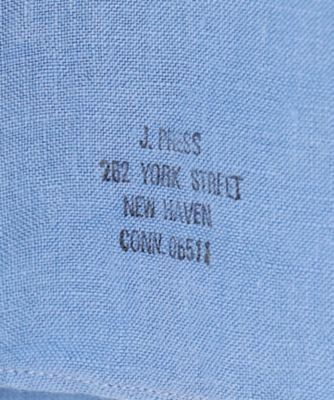 J. PRESS
262 YORK STREET
NEW HAVEN
CONN. 06511